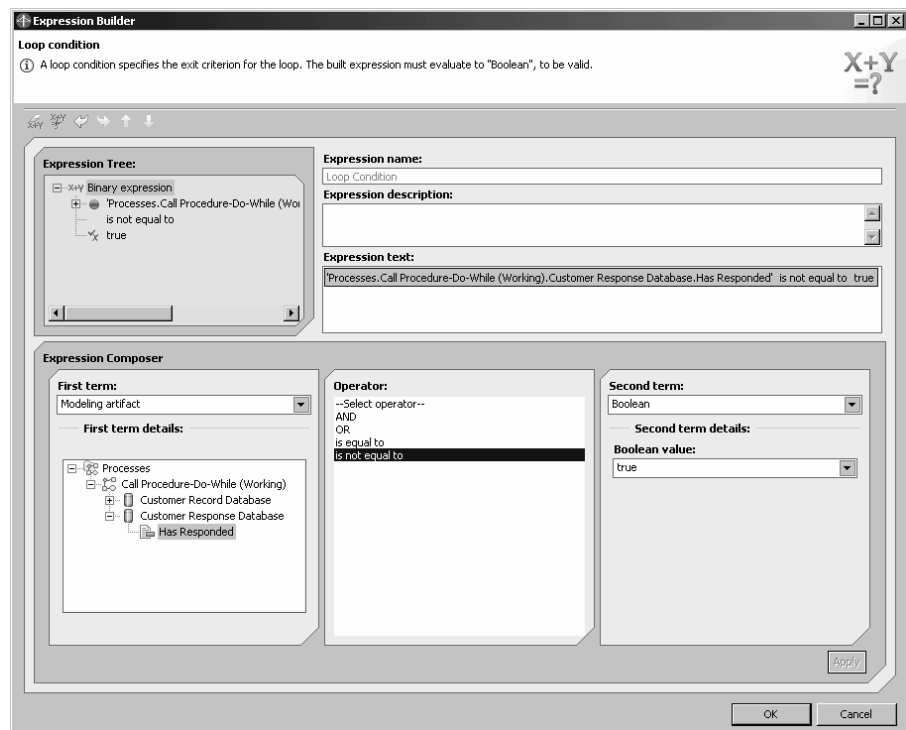 Expression Builder
Loop condition
A loop condition specifies the exit criterion for the loop. The built expression must evaluate to "Boolean", to be valid.
X+Y
=?
Expression Tree:
Binary expression
'Processes.Call Procedure-Do-While (Wor
is not equal to
true
Expression name:
Loop Condition
Expression description:
Expression text:
'Processes.Call Procedure-Do-While (Working).Customer Response Database.Has Responded' is not equal to true
Expression Composer
First term:
Modeling artifact
First term details:
Processes
Call Procedure-Do-While (Working)
Customer Record Database
Customer Response Database
Has Responded
Operator:
--Select operator--
AND
OR
is equal to
is not equal to
Second term:
Boolean
Second term details:
Boolean value:
true
Apply
OK
Cancel